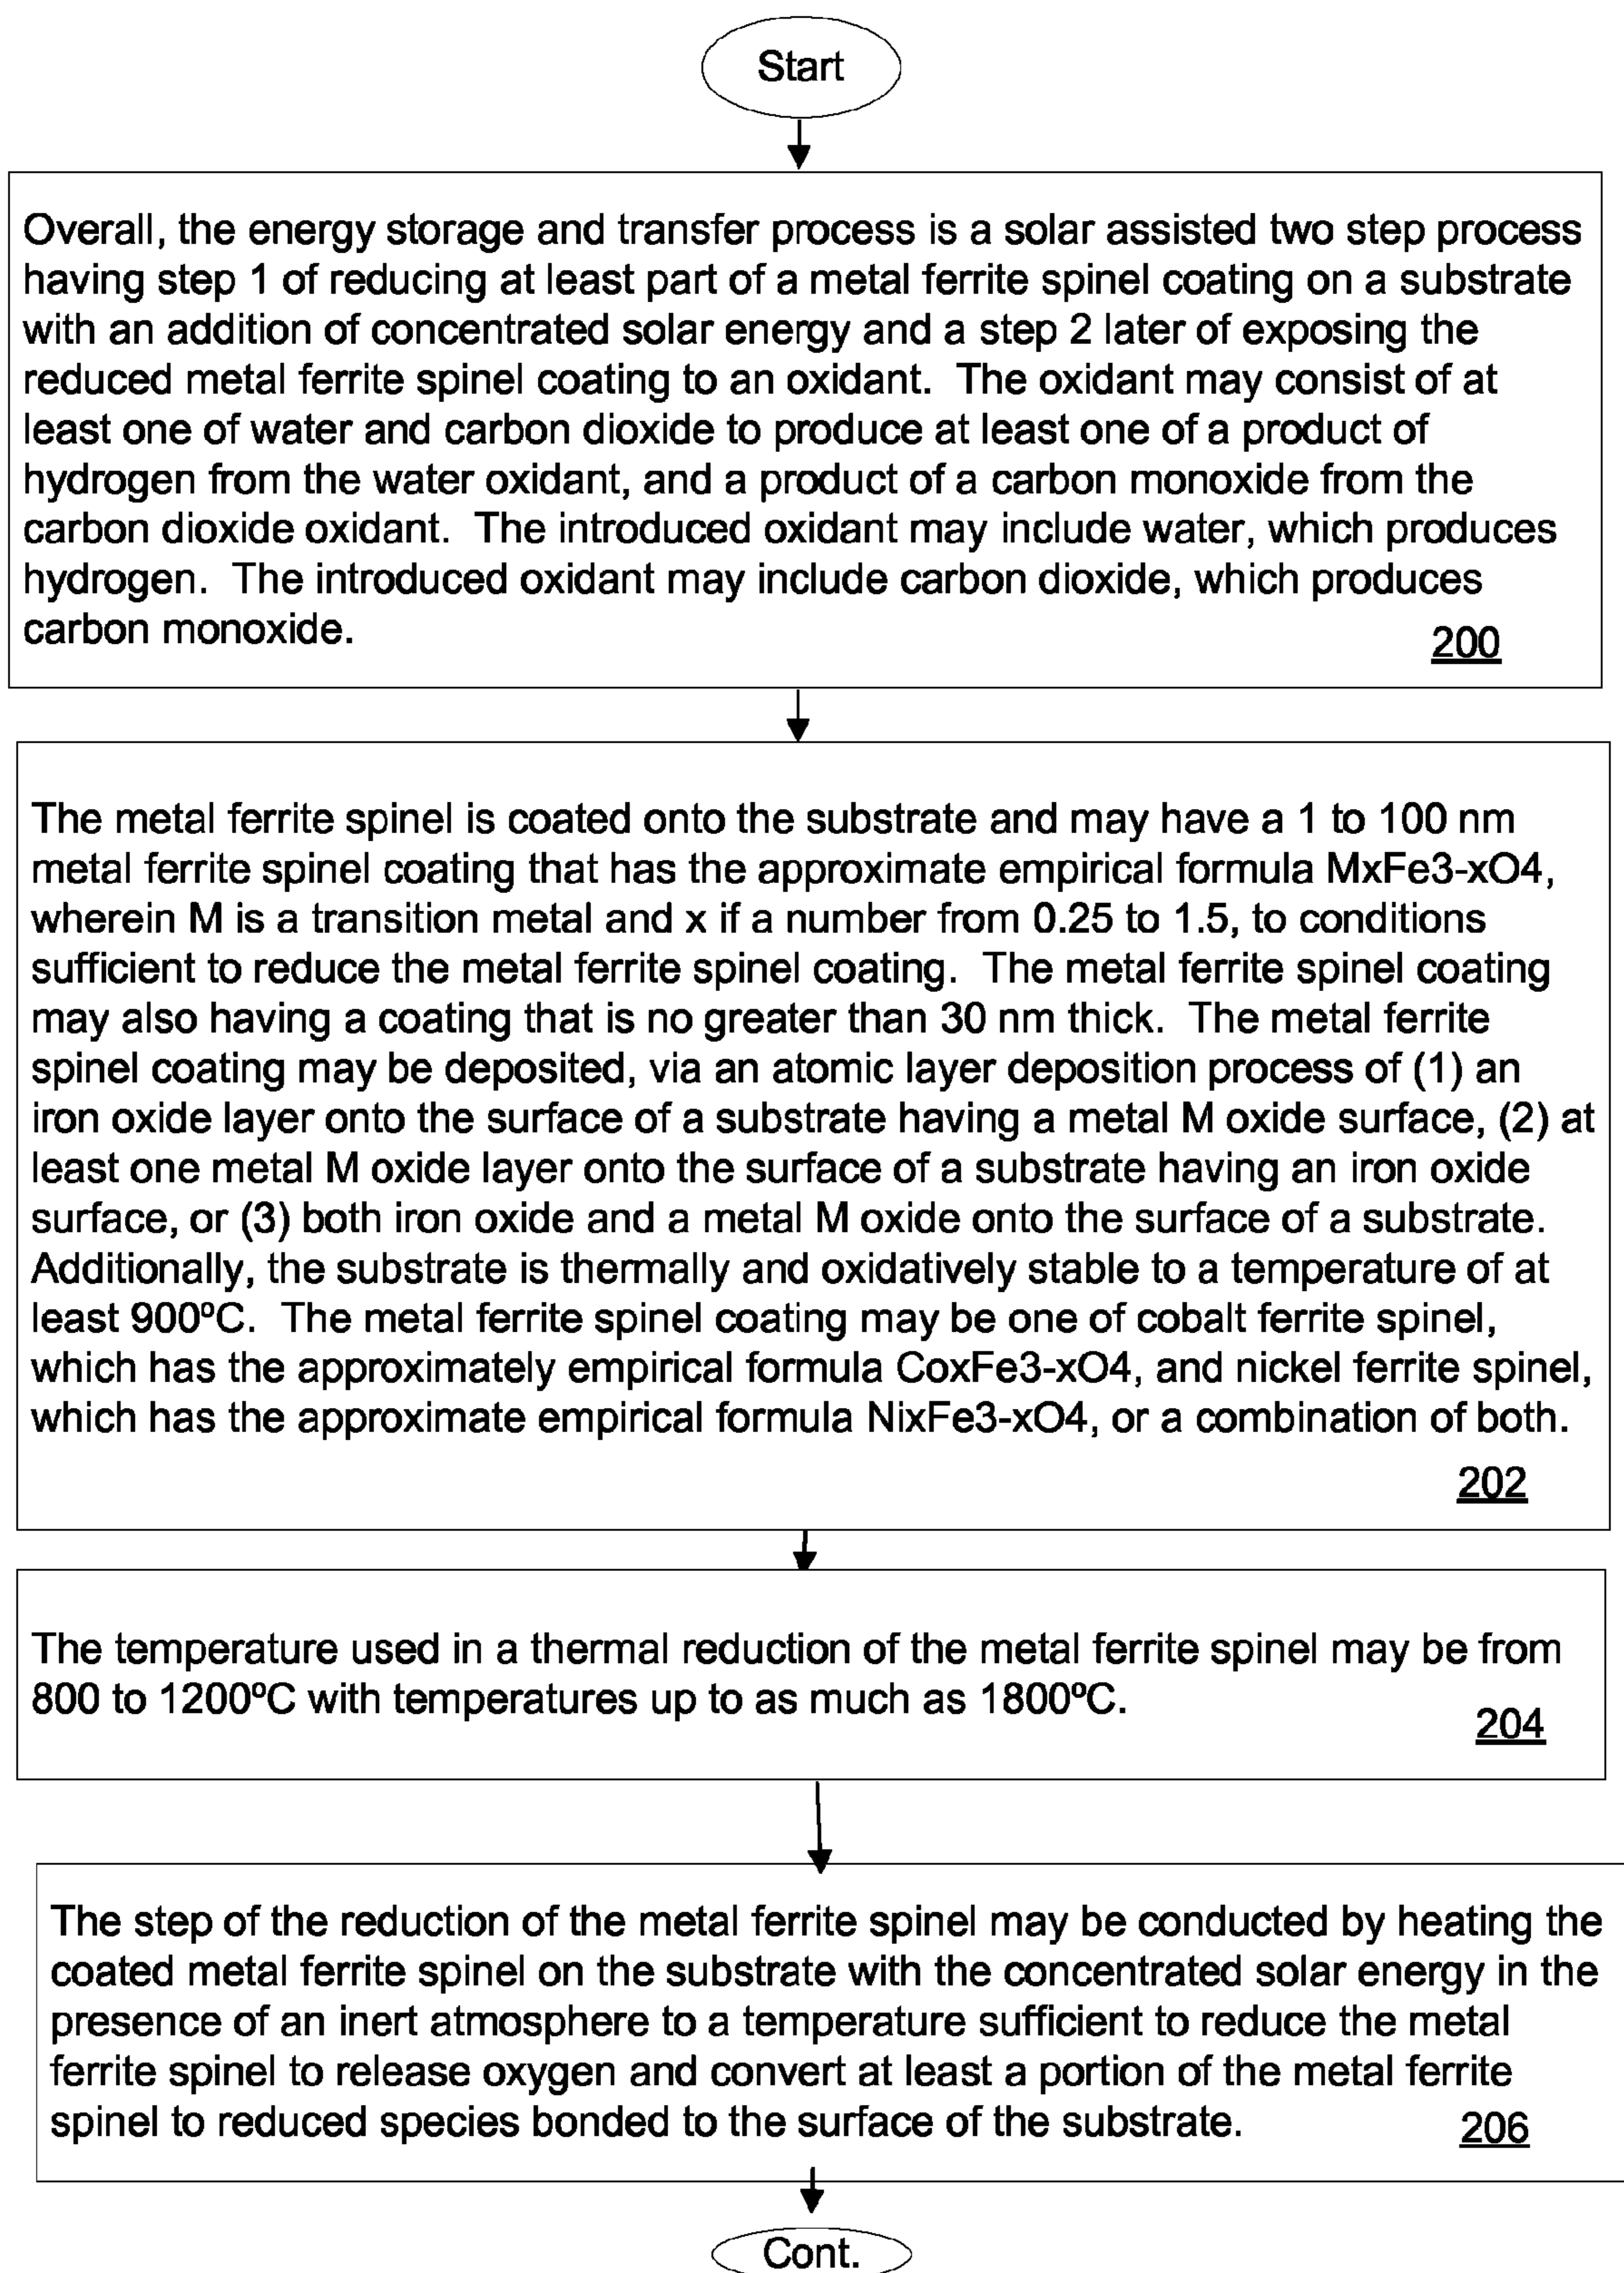 Start
Overall, the energy storage and transfer process is a solar assisted two step process
having step 1 of reducing at least part of a metal ferrite spinel coating on a substrate
with an addition of concentrated solar energy and a step 2 later of exposing the
reduced metal ferrite spinel coating to an oxidant.  The oxidant may consist of at
least one of water and carbon dioxide to produce at least one of a product of
hydrogen from the water oxidant, and a product of a carbon monoxide from the
carbon dioxide oxidant.  The introduced oxidant may include water, which produces
hydrogen.  The introduced oxidant may include carbon dioxide, which produces
carbon monoxide.
200
The metal ferrite spinel is coated onto the substrate and may have a 1 to 100 nm
metal ferrite spinel coating that has the approximate empirical formula MxFe3-xO4,
wherein M is a transition metal and x if a number from 0.25 to 1.5, to conditions
sufficient to reduce the metal ferrite spinel coating.  The metal ferrite spinel coating
may also having a coating that is no greater than 30 nm thick.  The metal ferrite
spinel coating may be deposited, via an atomic layer deposition process of (1) an
iron oxide layer onto the surface of a substrate having a metal M oxide surface, (2) at
least one metal M oxide layer onto the surface of a substrate having an iron oxide
surface, or (3) both iron oxide and a metal M oxide onto the surface of a substrate.
Additionally, the substrate is thermally and oxidatively stable to a temperature of at
least 900ºC.  The metal ferrite spinel coating may be one of cobalt ferrite spinel,
which has the approximately empirical formula CoxFe3-xO4, and nickel ferrite spinel,
which has the approximate empirical formula NixFe3-xO4, or a combination of both.
202
The temperature used in a thermal reduction of the metal ferrite spinel may be from
800 to 1200ºC with temperatures up to as much as 1800ºC.
204
The step of the reduction of the metal ferrite spinel may be conducted by heating the
coated metal ferrite spinel on the substrate with the concentrated solar energy in the
presence of an inert atmosphere to a temperature sufficient to reduce the metal
ferrite spinel to release oxygen and convert at least a portion of the metal ferrite
spinel to reduced species bonded to the surface of the substrate.
206
Cont.